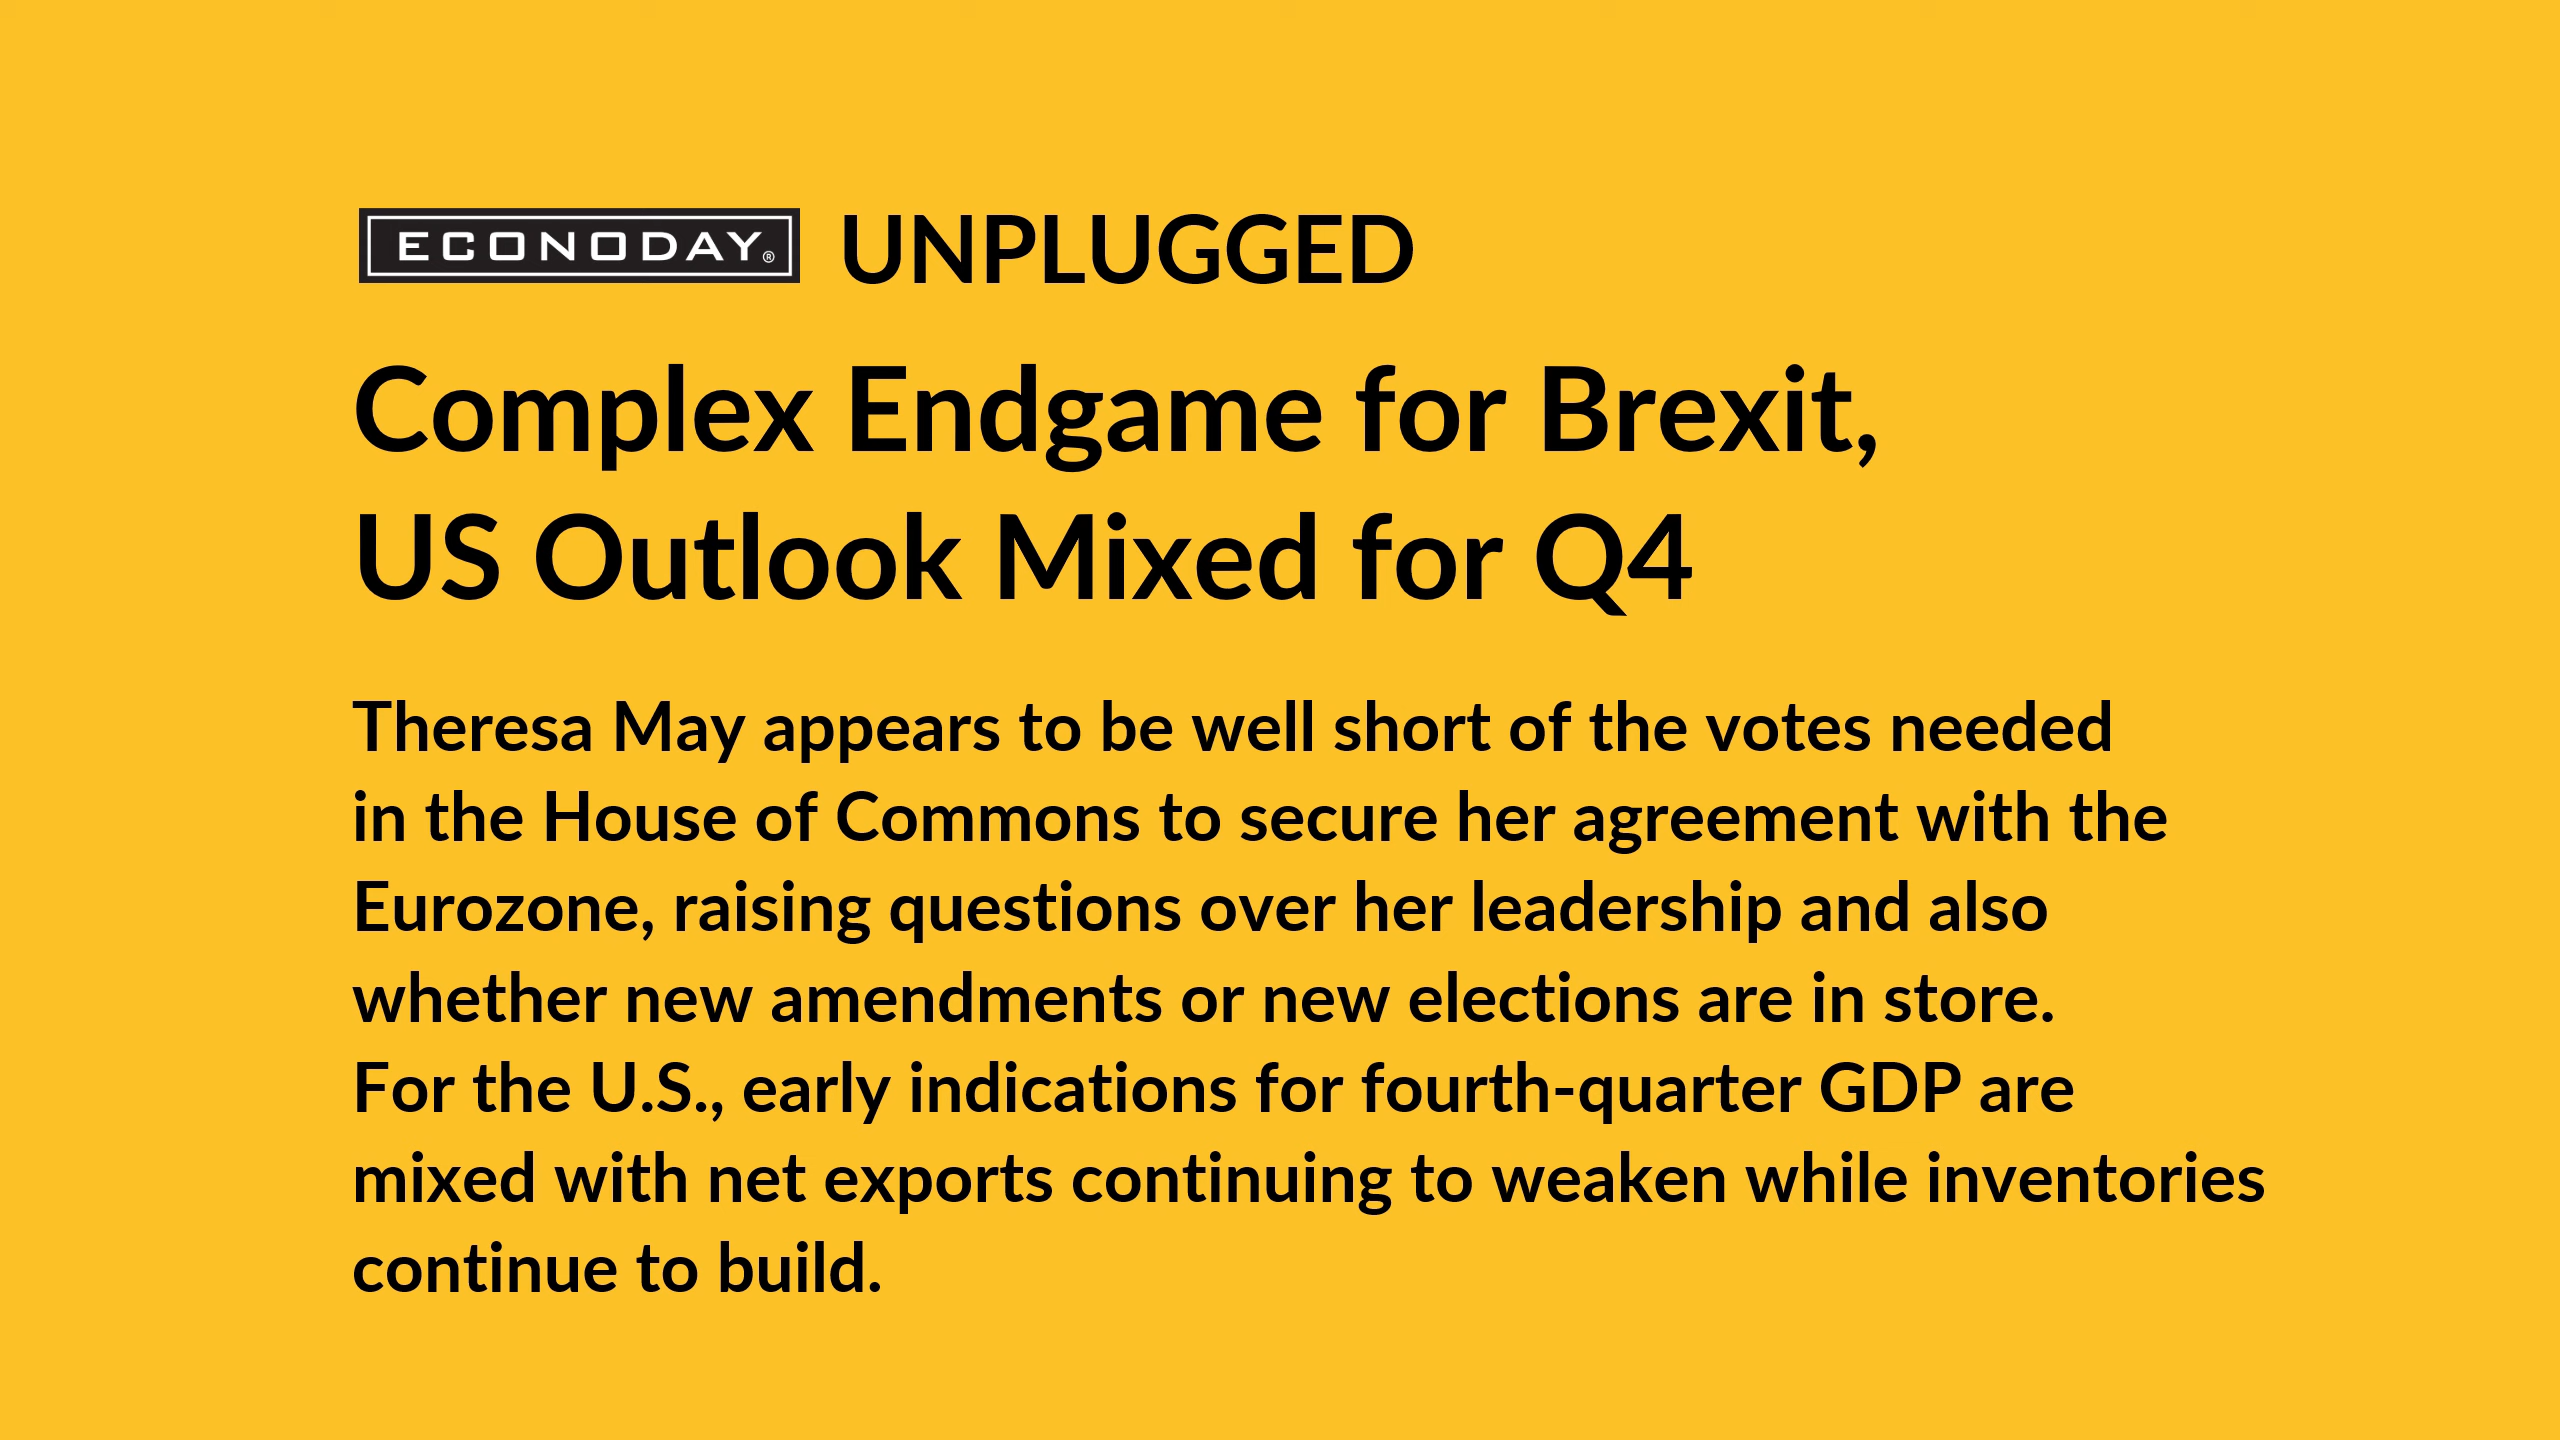 ECONODAY® UNPLUGGED
Complex Endgame for Brexit,
US Outlook Mixed for Q4
Theresa May appears to be well short of the votes needed
in the House of Commons to secure her agreement with the
Eurozone, raising questions over her leadership and also
whether new amendments or new elections are in store.
For the U.S., early indications for fourth-quarter GDP are
mixed with net exports continuing to weaken while inventories
continue to build.